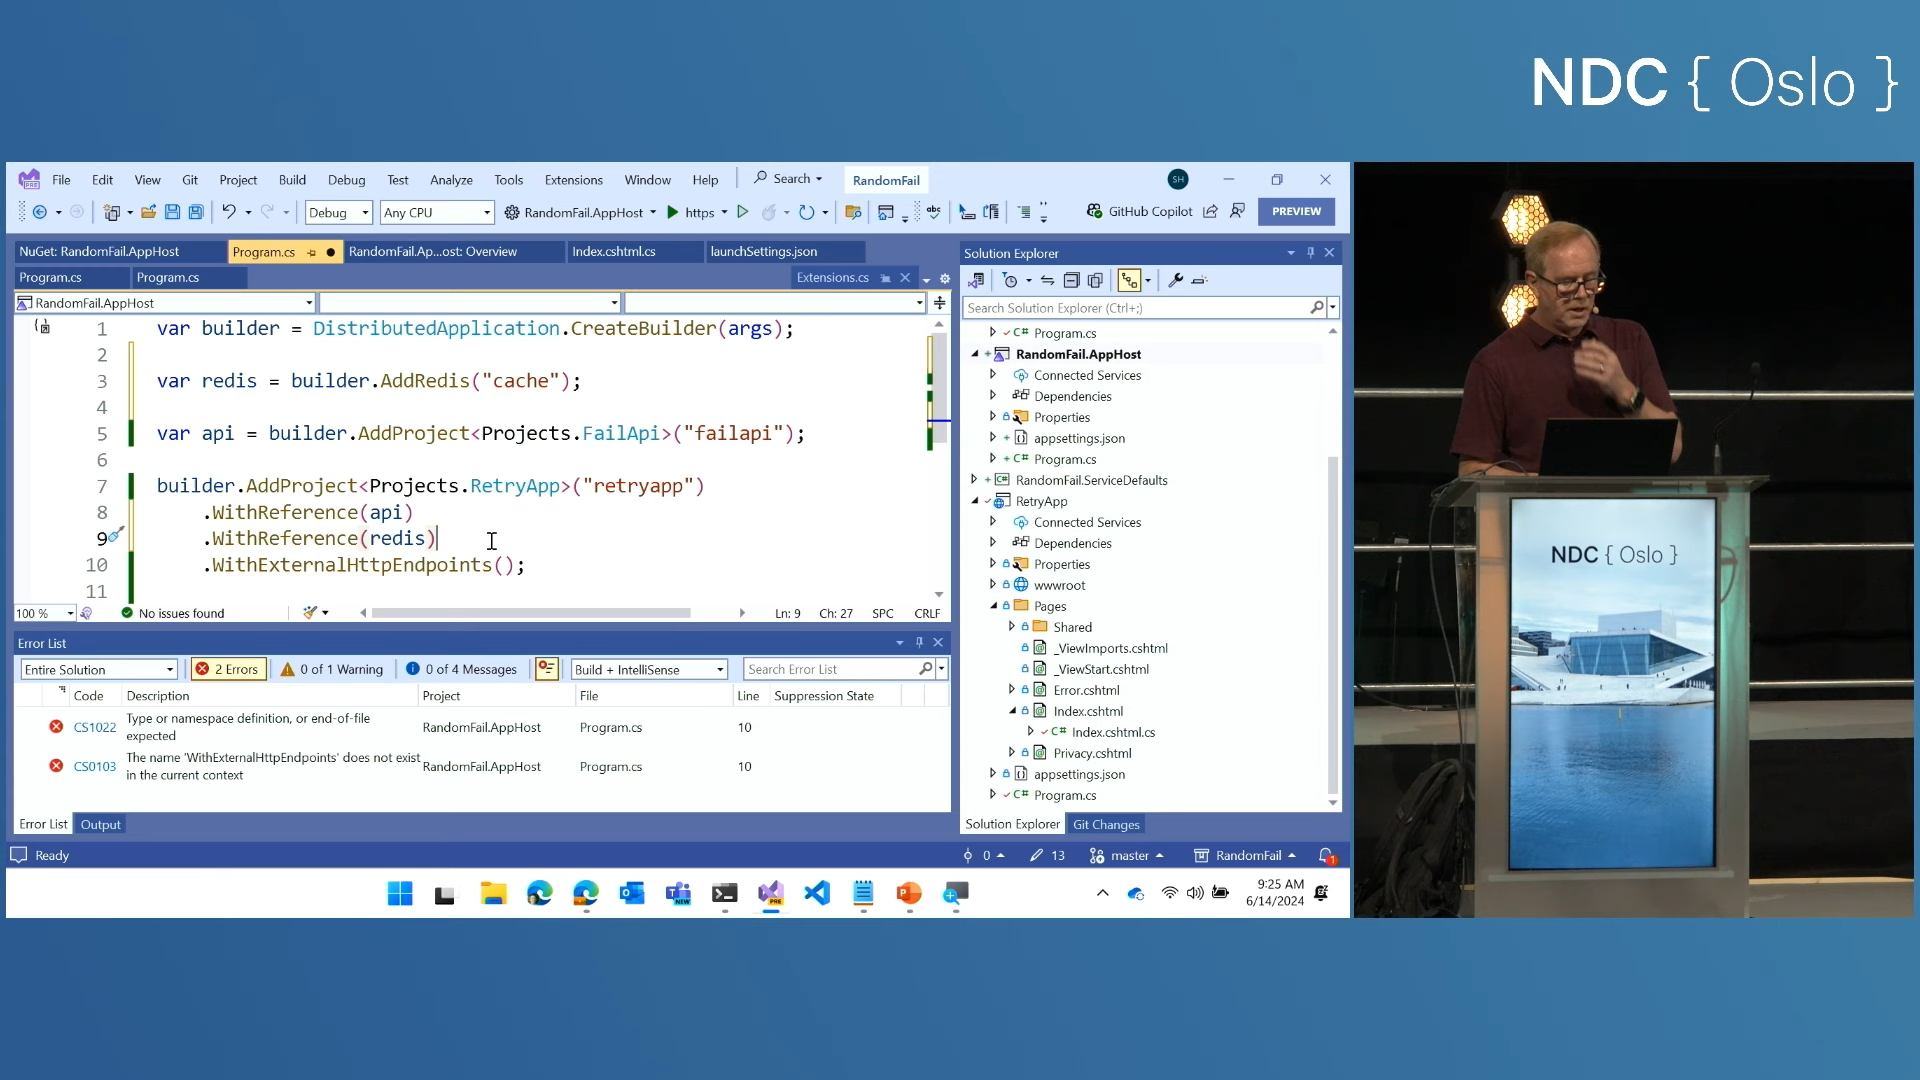 NDC { Oslo }
File Edit View Git Project Build Debug Test Analyze Tools Extensions Window Help Search RandomFail SH
Debug Any CPU RandomFail.AppHost https GitHub Copilot PREVIEW
NuGet: RandomFail.AppHost Program.cs RandomFail.Ap...ost: Overview Index.cshtml.cs launchSettings.json
Program.cs Program.cs Extensions.cs
RandomFail.AppHost
1 var builder = DistributedApplication.CreateBuilder(args);
2
3 var redis = builder.AddRedis("cache");
4
5 var api = builder.AddProject<Projects.FailApi>("failapi");
6
7 builder.AddProject<Projects.RetryApp>("retryapp")
8 .WithReference(api)
9 .WithReference(redis)
10 .WithExternalHttpEndpoints();
11
100 % No issues found Ln: 9 Ch: 27 SPC CRLF
Error List
Entire Solution 2 Errors 0 of 1 Warning 0 of 4 Messages Build + IntelliSense Search Error List
Code Description Project File Line Suppression State
CS1022 Type or namespace definition, or end-of-file expected RandomFail.AppHost Program.cs 10
CS0103 The name 'WithExternalHttpEndpoints' does not exist in the current context RandomFail.AppHost Program.cs 10
Error List Output
Solution Explorer
Search Solution Explorer (Ctrl+;)
C# Program.cs
RandomFail.AppHost
Connected Services
Dependencies
Properties
appsettings.json
C# Program.cs
C# RandomFail.ServiceDefaults
RetryApp
Connected Services
Dependencies
Properties
wwwroot
Pages
Shared
_ViewImports.cshtml
_ViewStart.cshtml
Error.cshtml
Index.cshtml
C# Index.cshtml.cs
Privacy.cshtml
appsettings.json
C# Program.cs
Solution Explorer Git Changes
Ready 0 13 master RandomFail 1
9:25 AM
6/14/2024
NDC { Oslo }